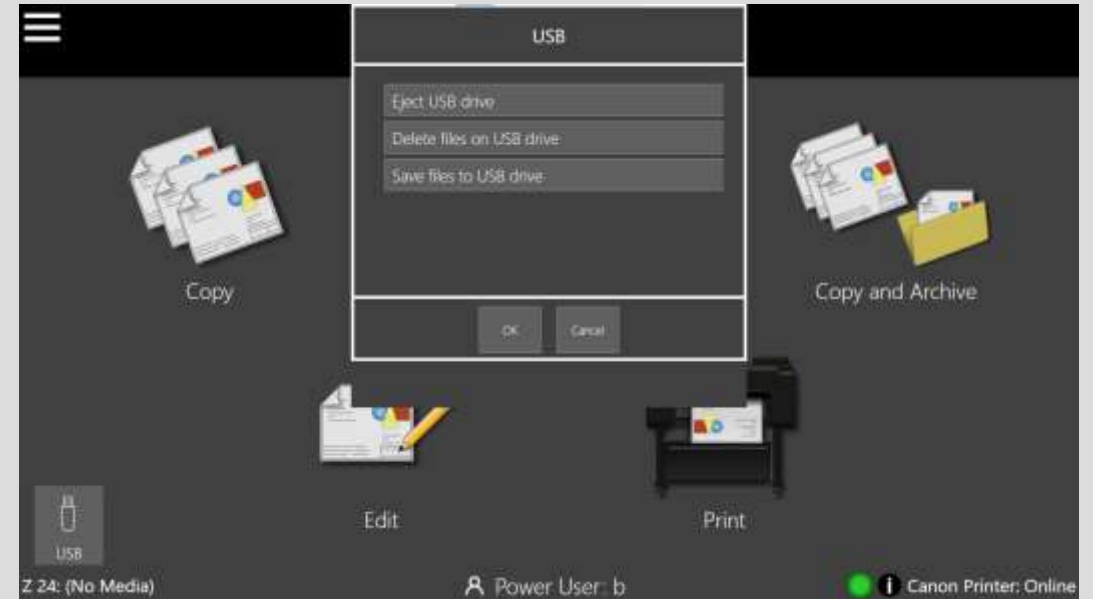 USB
Eject USB drive
Delete files on USB drive
Save files to USB drive
OK
Cancel
Copy
Copy and Archive
Edit
Print
USB
Z 24: (No Media)
Power User: b
Canon Printer: Online